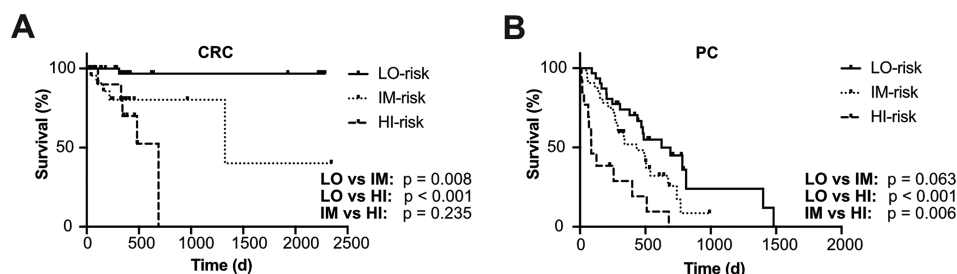 A
CRC
100
50
0
Survival (%)
LO-risk
IM-risk
HI-risk
LO vs IM: p = 0.008
LO vs HI: p < 0.001
IM vs HI: p = 0.235
0 500 1000 1500 2000 2500
Time (d)
B
PC
100
50
0
Survival (%)
LO-risk
IM-risk
HI-risk
LO vs IM: p = 0.063
LO vs HI: p < 0.001
IM vs HI: p = 0.006
0 500 1000 1500 2000
Time (d)